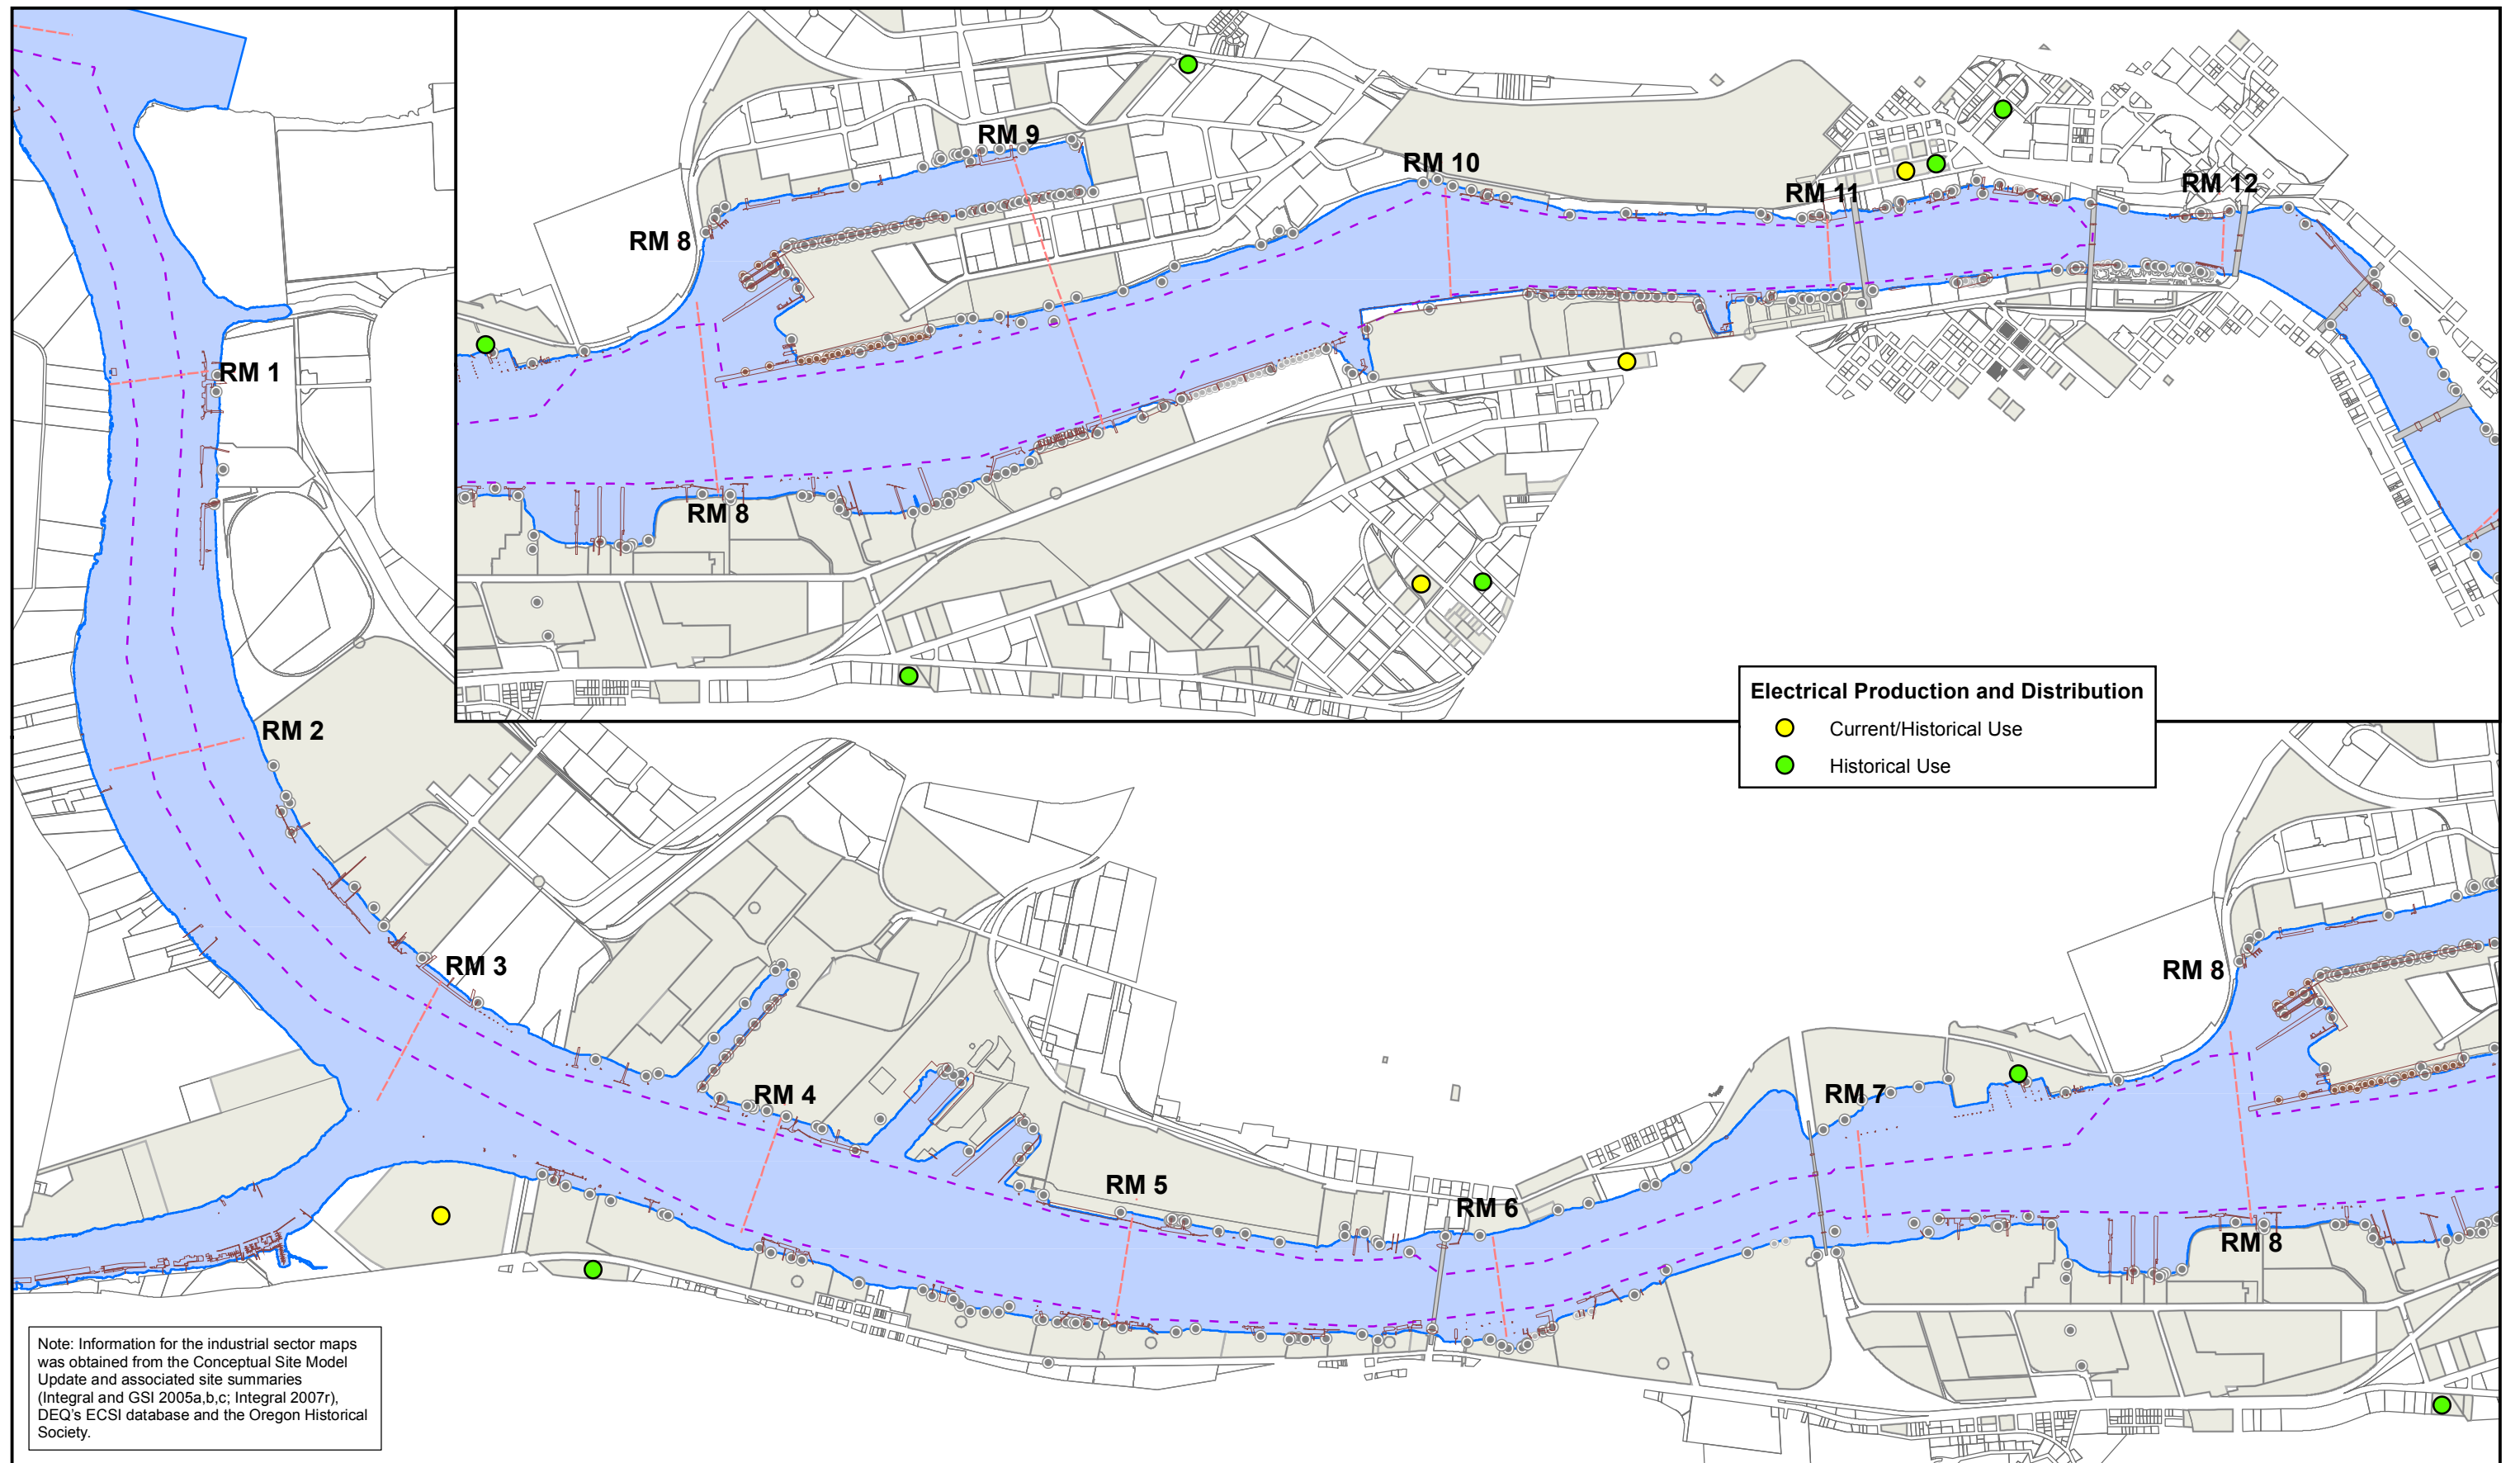 RM 9
RM 10
RM 11
RM 12
RM 8
RM 8
RM 1
RM 2
Electrical Production and Distribution
Current/Historical Use
Historical Use
RM 3
RM 8
RM 4
RM 7
RM 5
RM 6
RM 8
Note: Information for the industrial sector maps
was obtained from the Conceptual Site Model
Update and associated site summaries
(Integral and GSI 2005a,b,c; Integral 2007r),
DEQ's ECSI database and the Oregon Historical
Society.